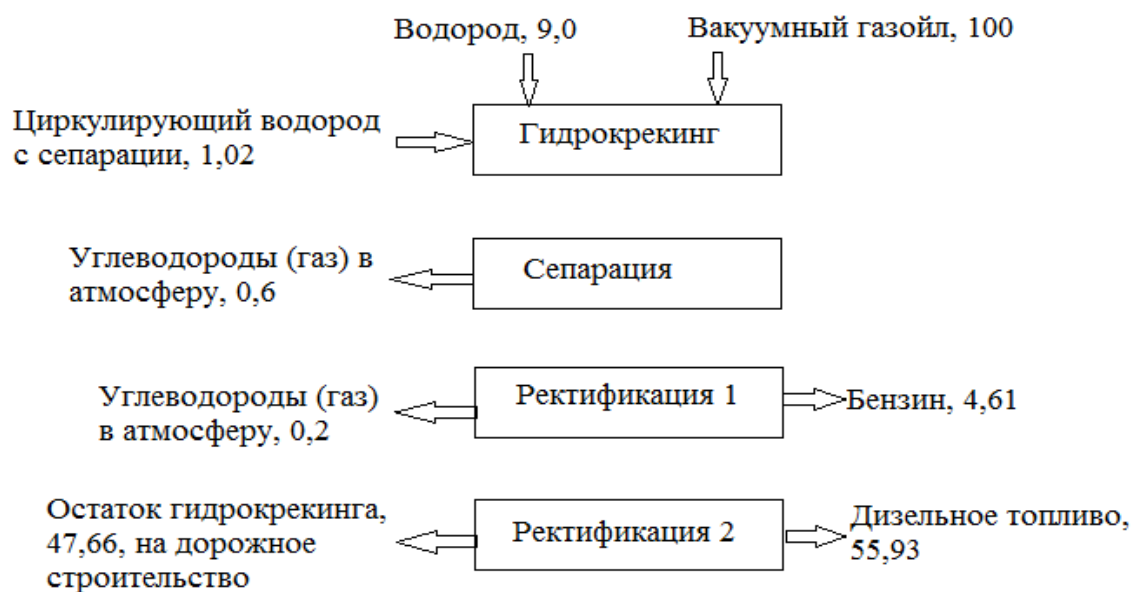 Водород, 9,0
Вакуумный газойл, 100
Циркулирующий водород
с сепарации, 1,02
Гидрокрекинг
Углеводороды (газ) в
атмосферу, 0,6
Сепарация
Углеводороды (газ)
в атмосферу, 0,2
Ректификация 1
Бензин, 4,61
Остаток гидрокрекинга,
47,66, на дорожное
строительство
Ректификация 2
Дизельное топливо,
55,93